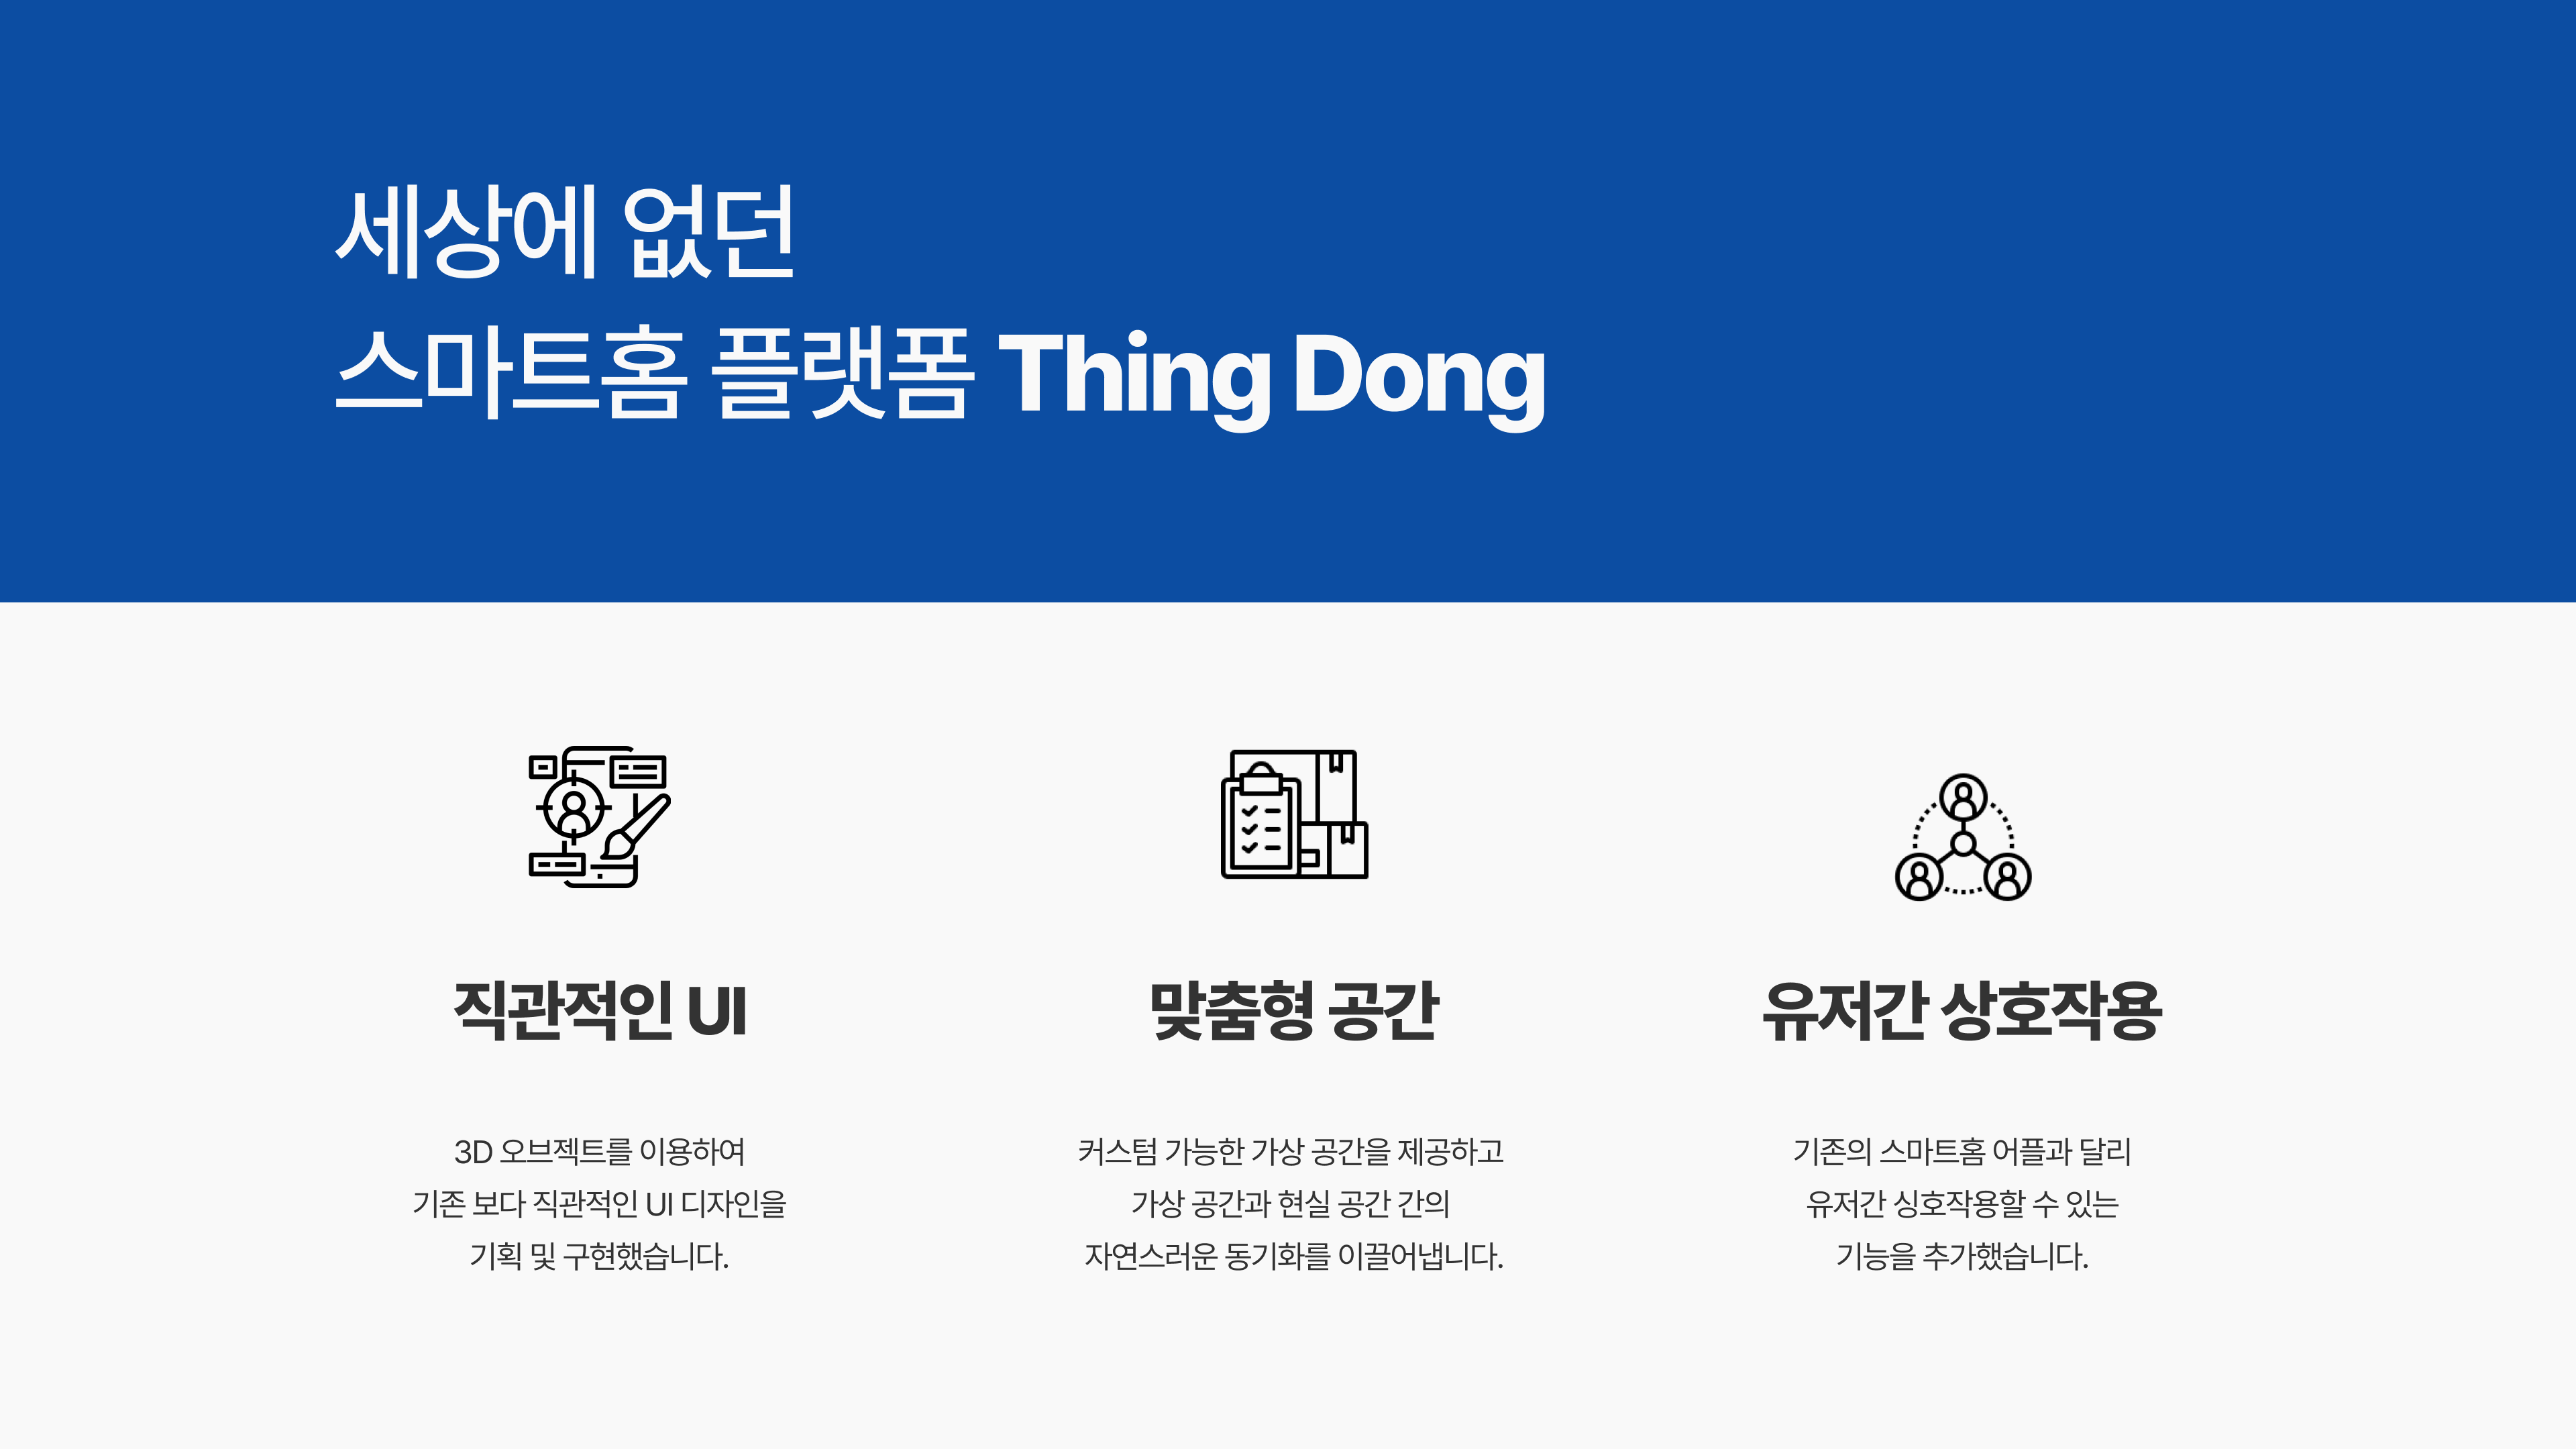 세상에 없던
스마트홈 플랫폼 Thing Dong
직관적인 UI
3D 오브젝트를 이용하여
기존 보다 직관적인 UI 디자인을
기획 및 구현했습니다.
맞춤형 공간
커스텀 가능한 가상 공간을 제공하고
가상 공간과 현실 공간 간의
자연스러운 동기화를 이끌어냅니다.
유저간 상호작용
기존의 스마트홈 어플과 달리
유저간 싱호작용할 수 있는
기능을 추가했습니다.